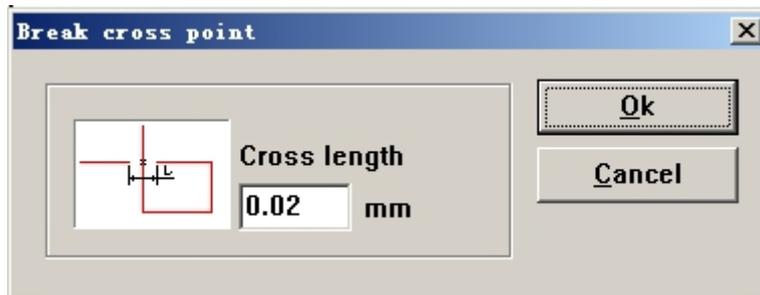 Break cross point
Ok
Cross length
L
0.02 mm
Cancel